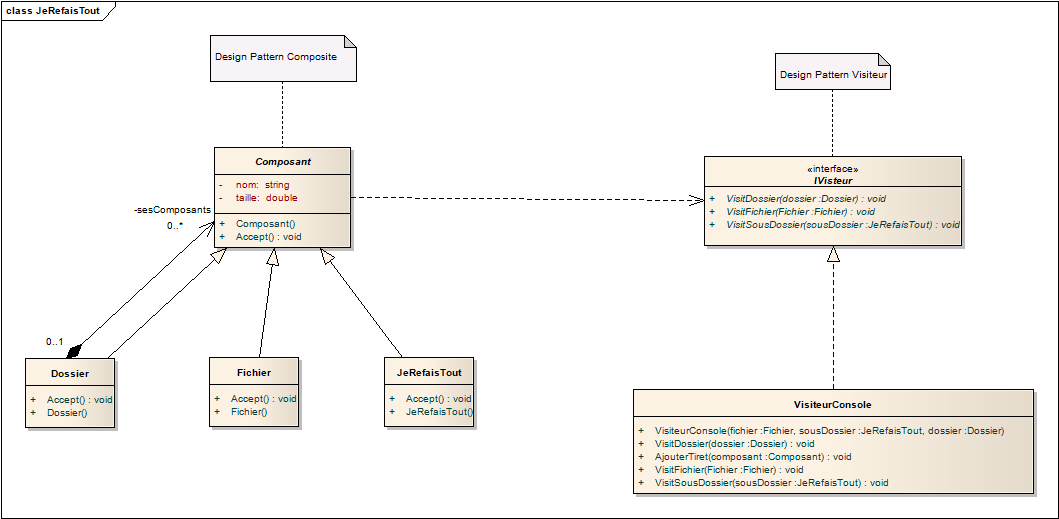 class JeRefaisTout
Design Pattern Composite
Design Pattern Visiteur
Composant
- nom: string
- taille: double
+ Composant()
+ Accept() : void
«interface»
IVisteur
+ VisitDossier(dossier :Dossier) : void
+ VisitFichier(Fichier :Fichier) : void
+ VisitSousDossier(sousDossier :JeRefaisTout) : void
-sesComposants
0..*
0..1
Dossier
+ Accept() : void
+ Dossier()
Fichier
+ Accept() : void
+ Fichier()
JeRefaisTout
+ Accept() : void
+ JeRefaisTout()
VisiteurConsole
+ VisiteurConsole(fichier :Fichier, sousDossier :JeRefaisTout, dossier :Dossier)
+ VisitDossier(dossier :Dossier) : void
+ AjouterTiret(composant :Composant) : void
+ VisitFichier(Fichier :Fichier) : void
+ VisitSousDossier(sousDossier :JeRefaisTout) : void